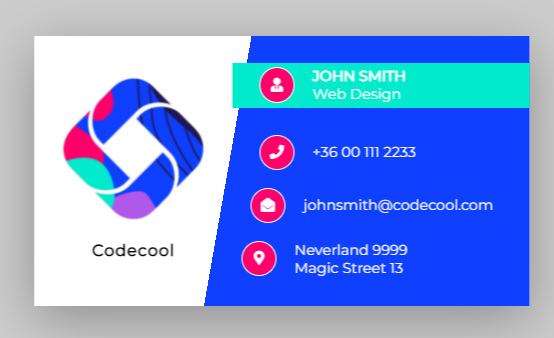 Codecool
JOHN SMITH
Web Design
+36 00 111 2233
johnsmith@codecool.com
Neverland 9999
Magic Street 13